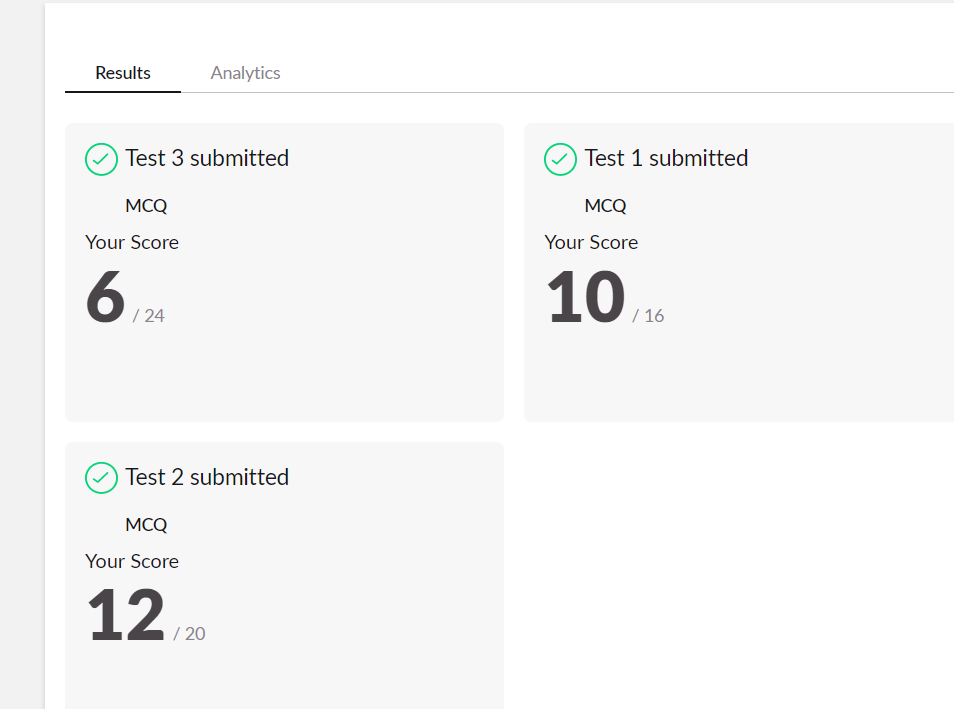 Results Analytics
Test 3 submitted
MCQ
Your Score
6 / 24
Test 1 submitted
MCQ
Your Score
10 / 16
Test 2 submitted
MCQ
Your Score
12 / 20